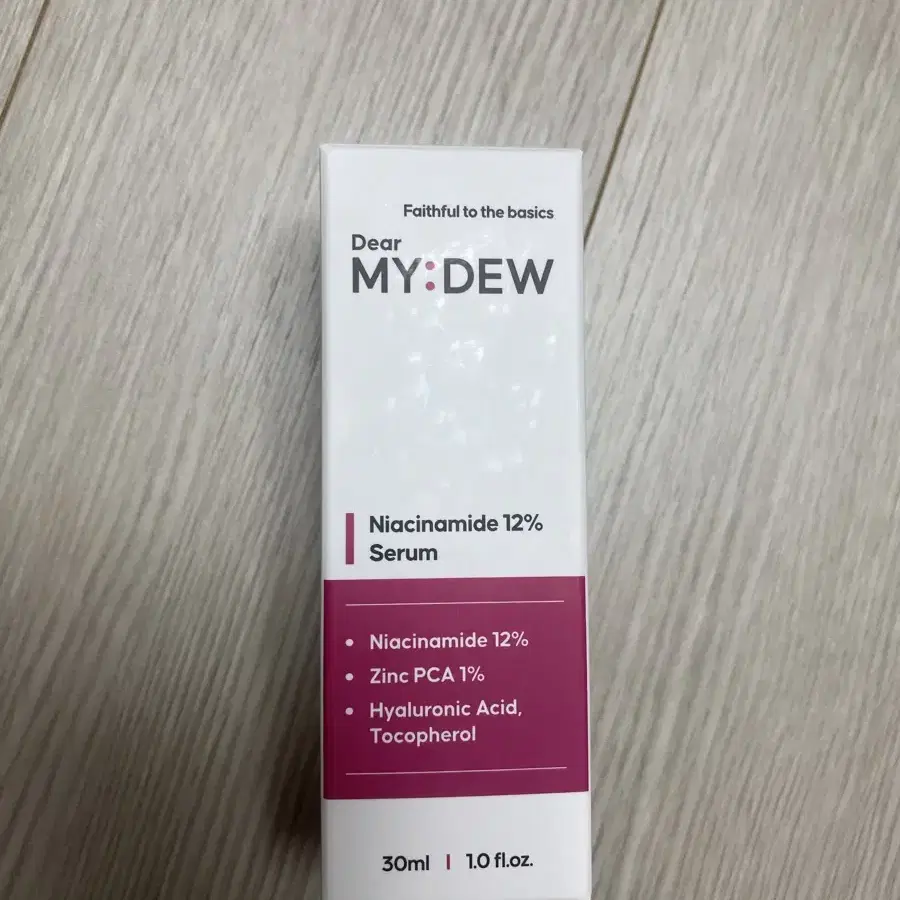 Faithful to the basics
Dear
MY:DEW
Niacinamide 12%
Serum
• Niacinamide 12%
• Zinc PCA 1%
• Hyaluronic Acid,
Tocopherol
30ml | 1.0 fl.oz.